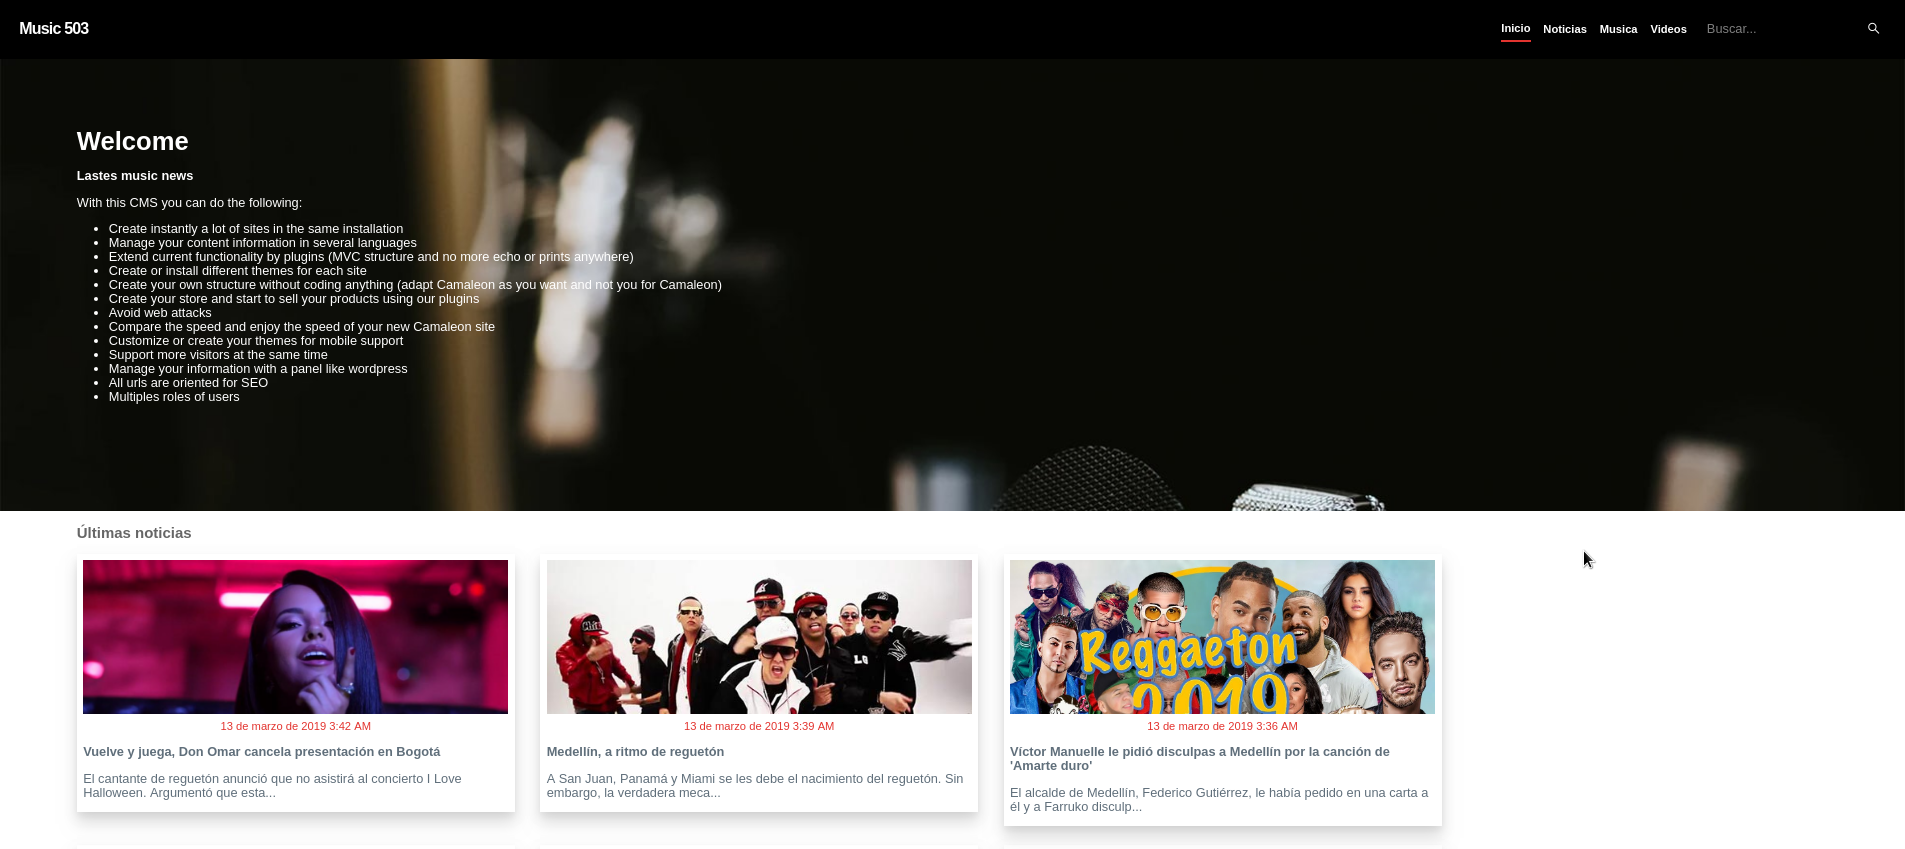 Music 503
Inicio Noticias Musica Videos Buscar...
Welcome
Lastes music news
With this CMS you can do the following:
Create instantly a lot of sites in the same installation
Manage your content information in several languages
Extend current functionality by plugins (MVC structure and no more echo or prints anywhere)
Create or install different themes for each site
Create your own structure without coding anything (adapt Camaleon as you want and not you for Camaleon)
Create your store and start to sell your products using our plugins
Avoid web attacks
Compare the speed and enjoy the speed of your new Camaleon site
Customize or create your themes for mobile support
Support more visitors at the same time
Manage your information with a panel like wordpress
All urls are oriented for SEO
Multiples roles of users
Últimas noticias
13 de marzo de 2019 3:42 AM
Vuelve y juega, Don Omar cancela presentación en Bogotá
El cantante de reguetón anunció que no asistirá al concierto I Love
Halloween. Argumentó que esta...
LG
13 de marzo de 2019 3:39 AM
Medellín, a ritmo de reguetón
A San Juan, Panamá y Miami se les debe el nacimiento del reguetón. Sin
embargo, la verdadera meca...
Reggaeton
2019
13 de marzo de 2019 3:36 AM
Víctor Manuelle le pidió disculpas a Medellín por la canción de
'Amarte duro'
El alcalde de Medellín, Federico Gutiérrez, le había pedido en una carta a
él y a Farruko disculp...